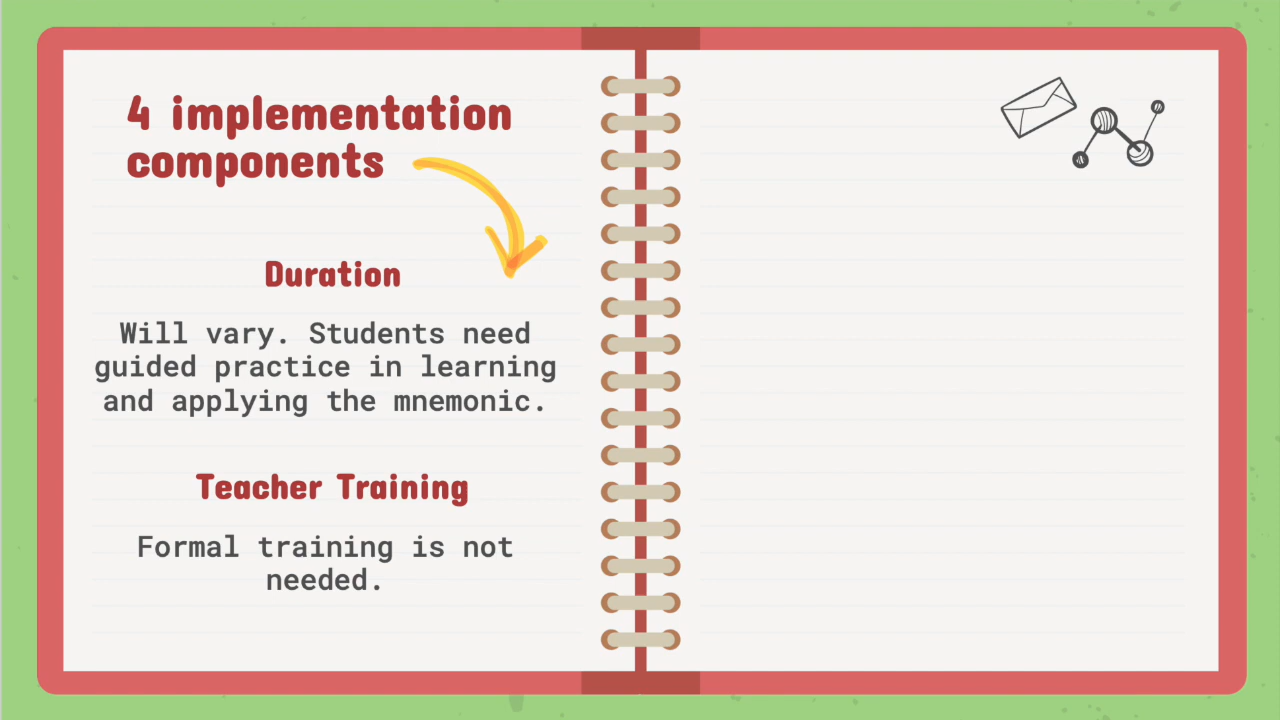 4 implementation
components
Duration
Will vary. Students need
guided practice in learning
and applying the mnemonic.
Teacher Training
Formal training is not
needed.